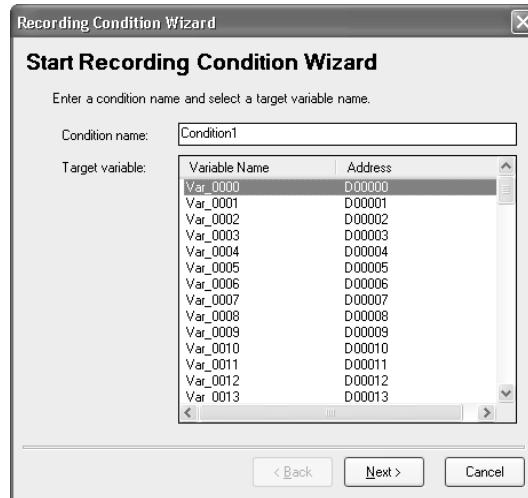 Recording Condition Wizard
Start Recording Condition Wizard
Enter a condition name and select a target variable name.
Condition name: Condition1
Target variable: Variable Name Address
Var_0000 D00000
Var_0001 D00001
Var_0002 D00002
Var_0003 D00003
Var_0004 D00004
Var_0005 D00005
Var_0006 D00006
Var_0007 D00007
Var_0008 D00008
Var_0009 D00009
Var_0010 D00010
Var_0011 D00011
Var_0012 D00012
Var_0013 D00013
< Back Next > Cancel